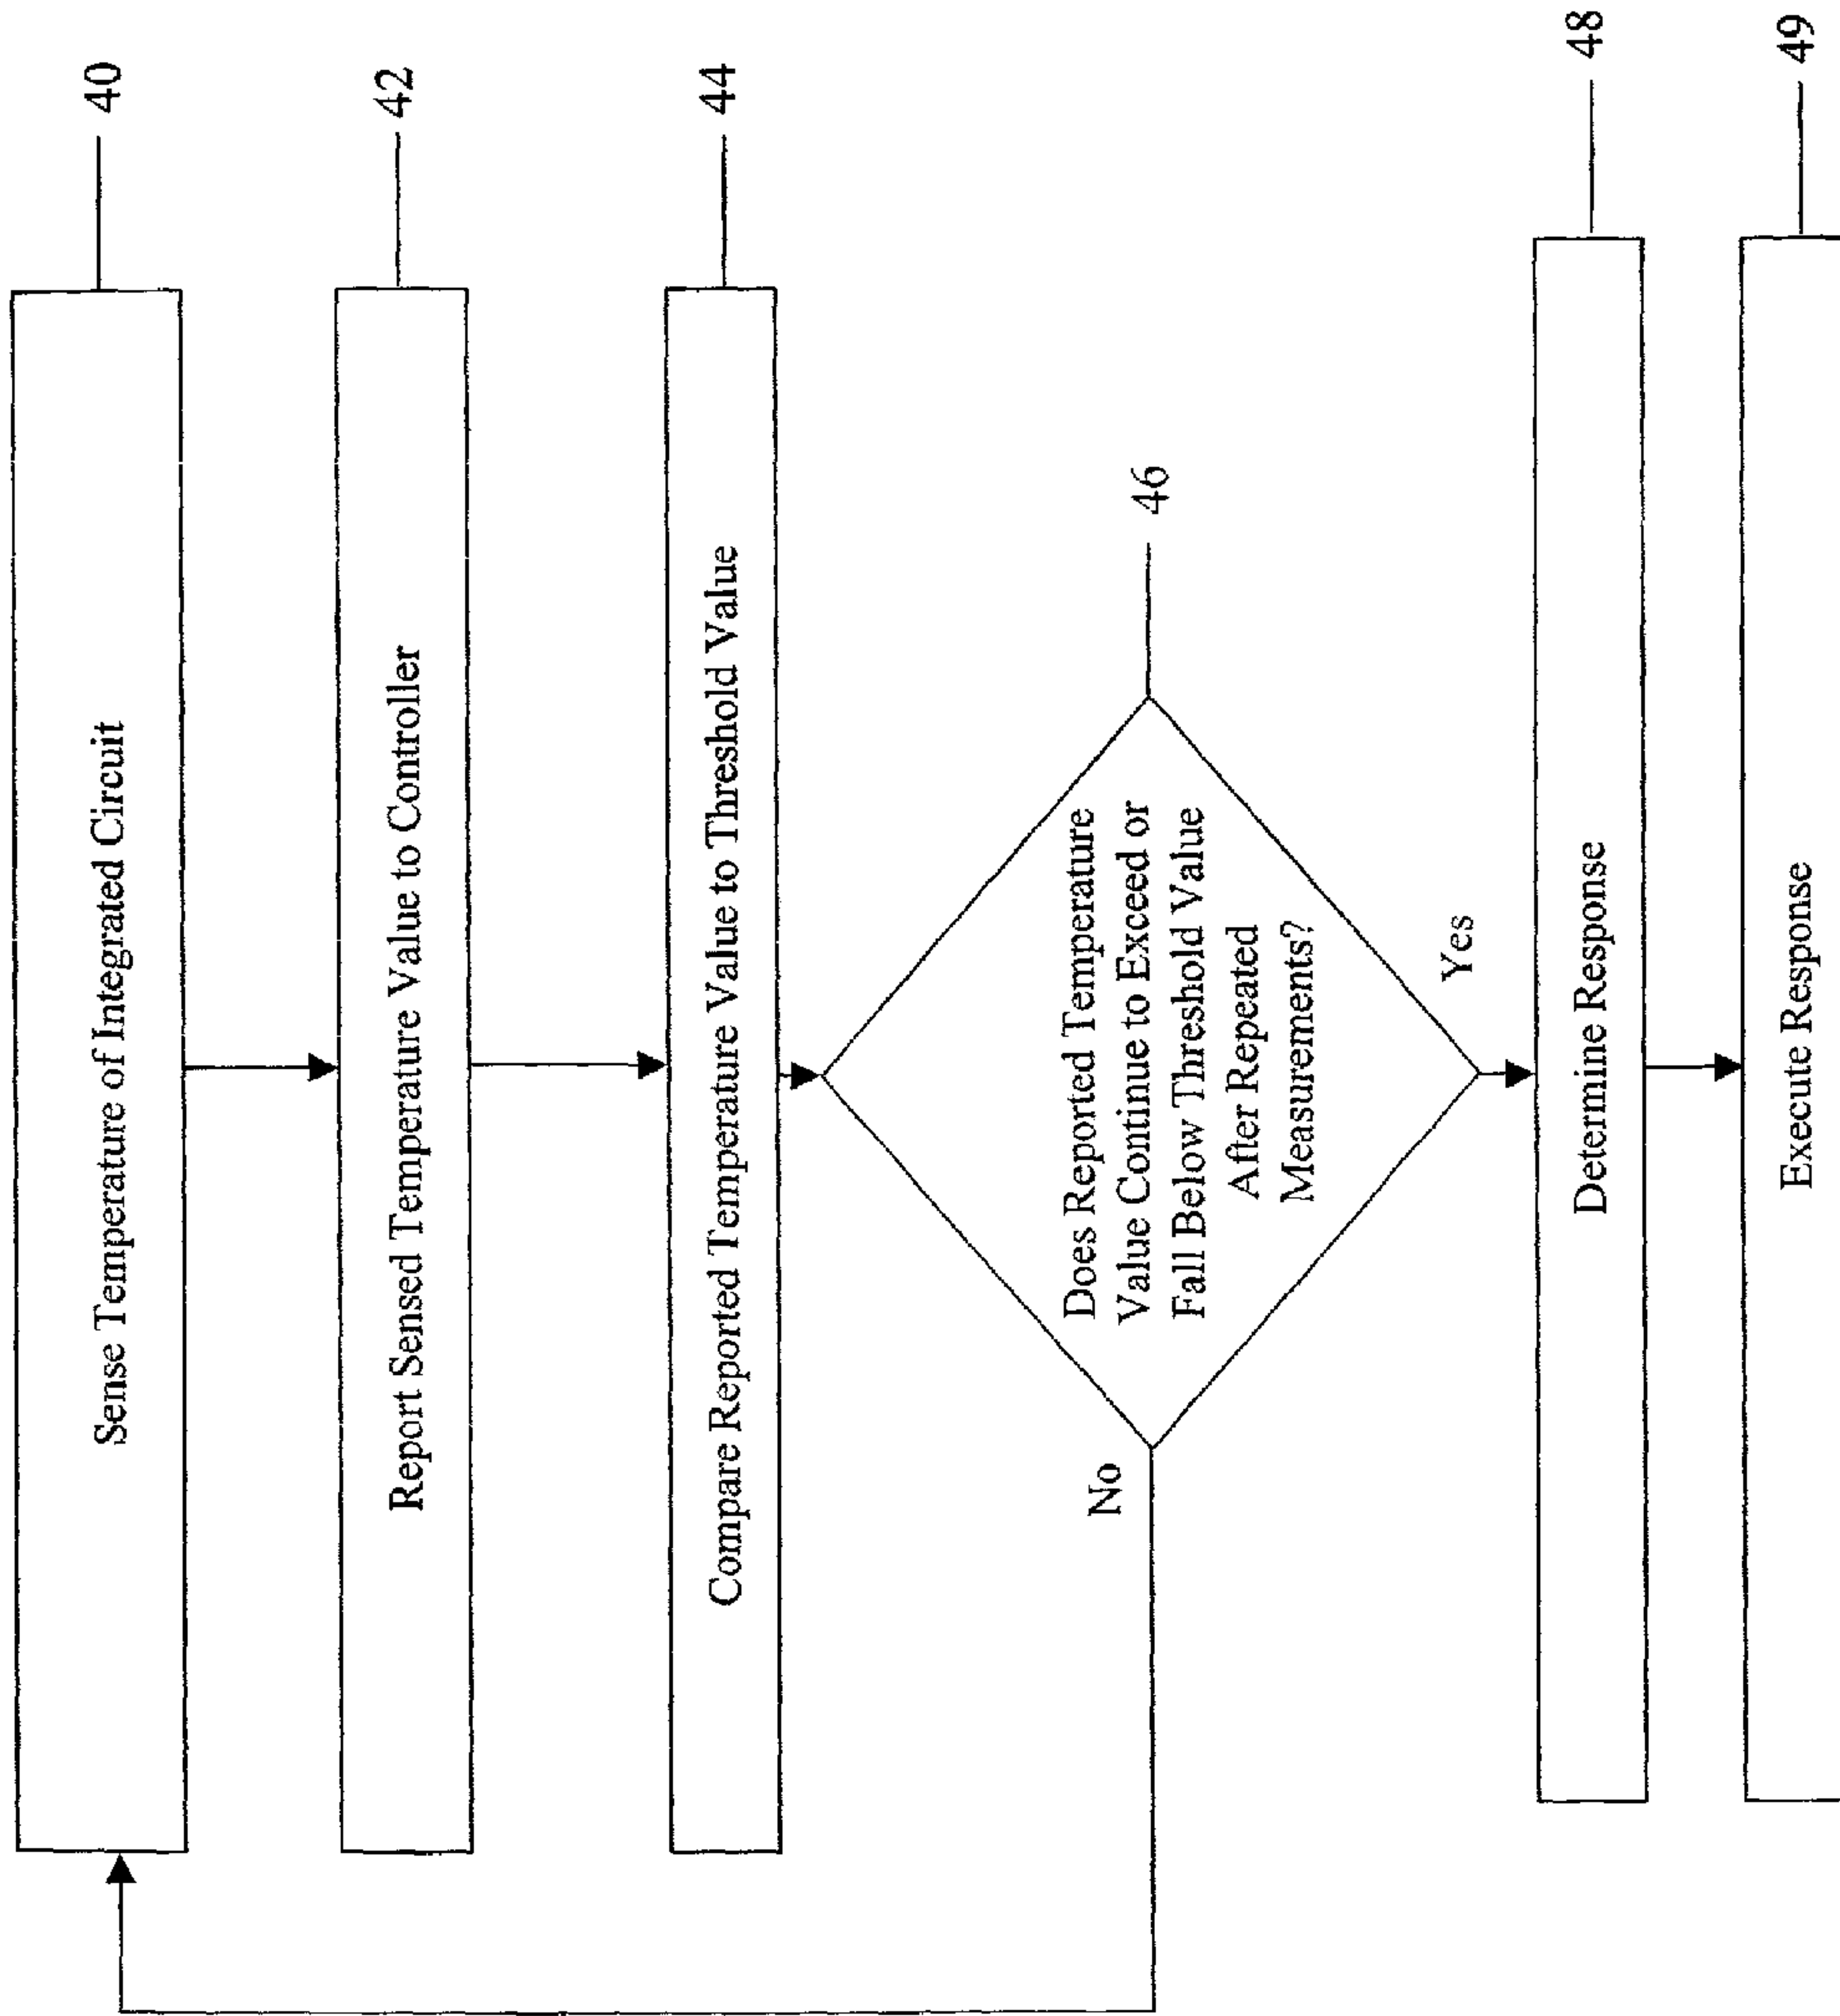 Sense Temperature of Integrated Circuit
40
Report Sensed Temperature Value to Controller
42
Compare Reported Temperature Value to Threshold Value
44
Does Reported Temperature
Value Continue to Exceed or
Fall Below Threshold Value
After Repeated
Measurements?
46
No
Yes
Determine Response
48
Execute Response
49